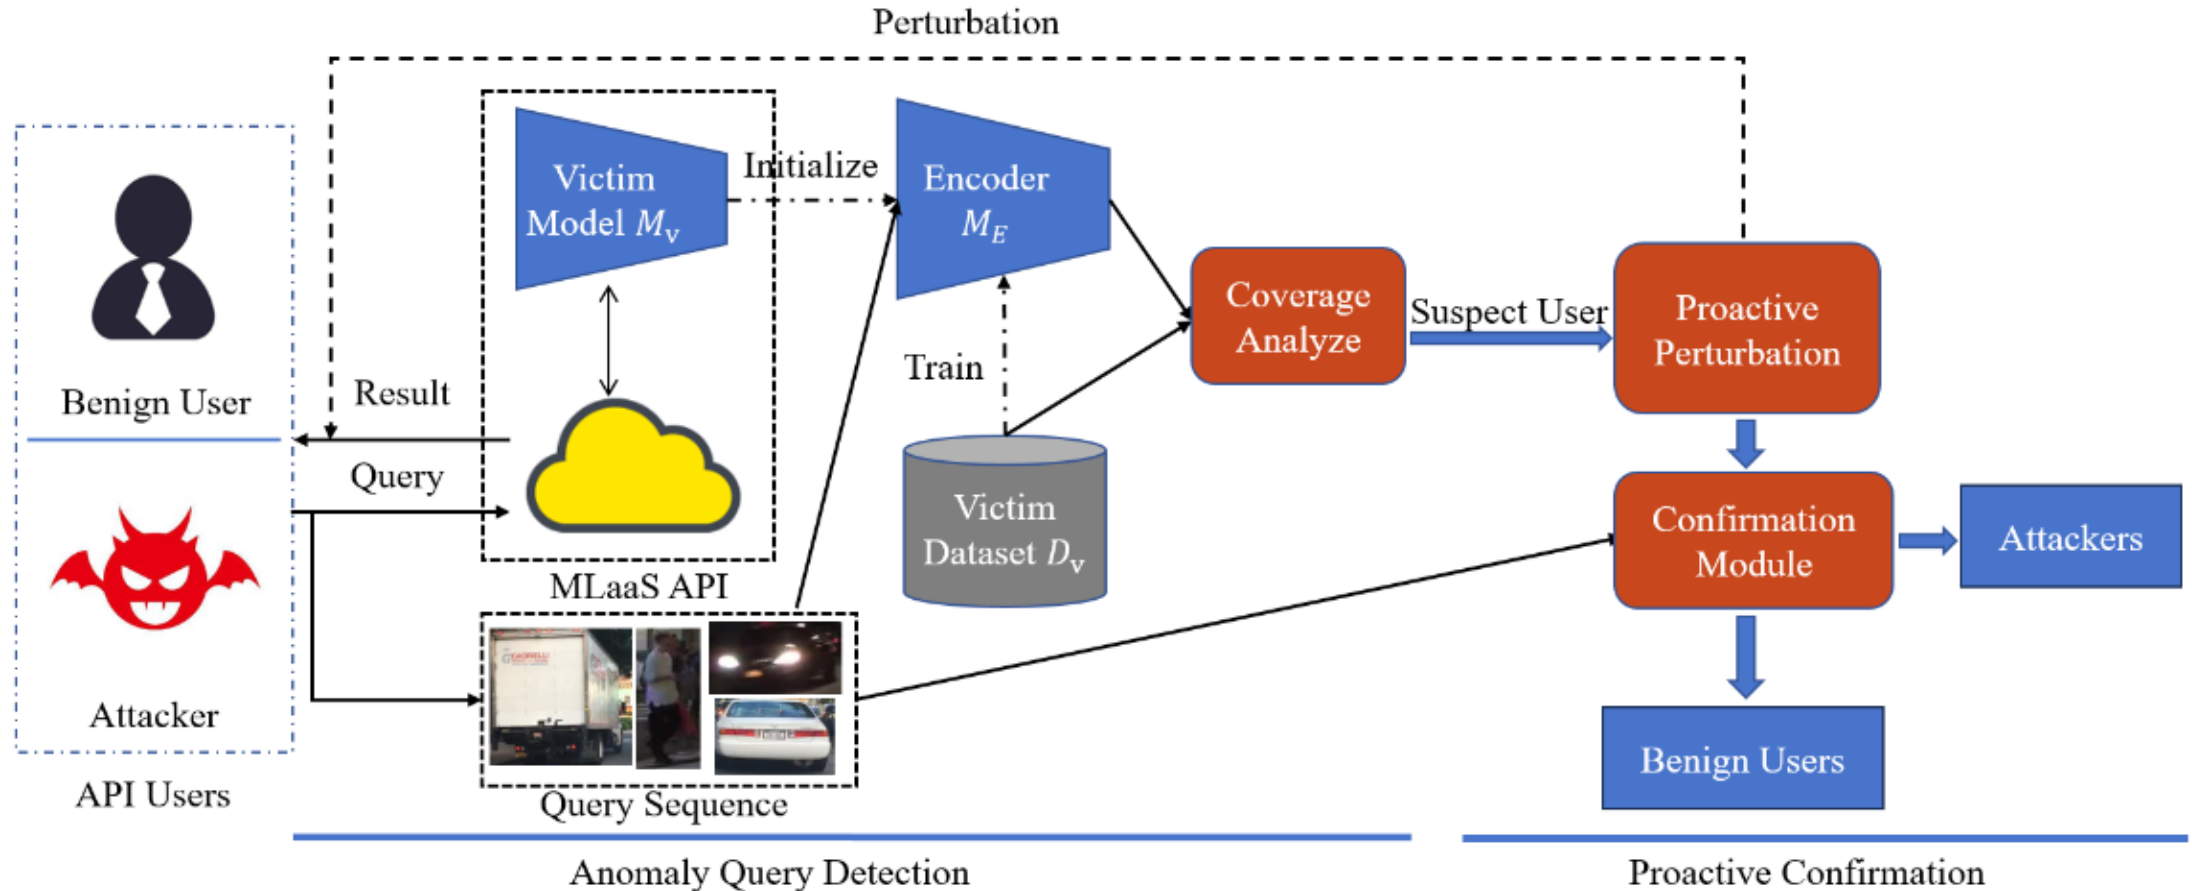 Perturbation
Victim
Model M_v
Initialize
Encoder
M_E
Coverage
Analyze
Suspect User
Proactive
Perturbation
Train
Benign User
Result
Query
Victim
Dataset D_v
Confirmation
Module
Attackers
MLaaS API
Attacker
Benign Users
API Users
Query Sequence
Anomaly Query Detection
Proactive Confirmation